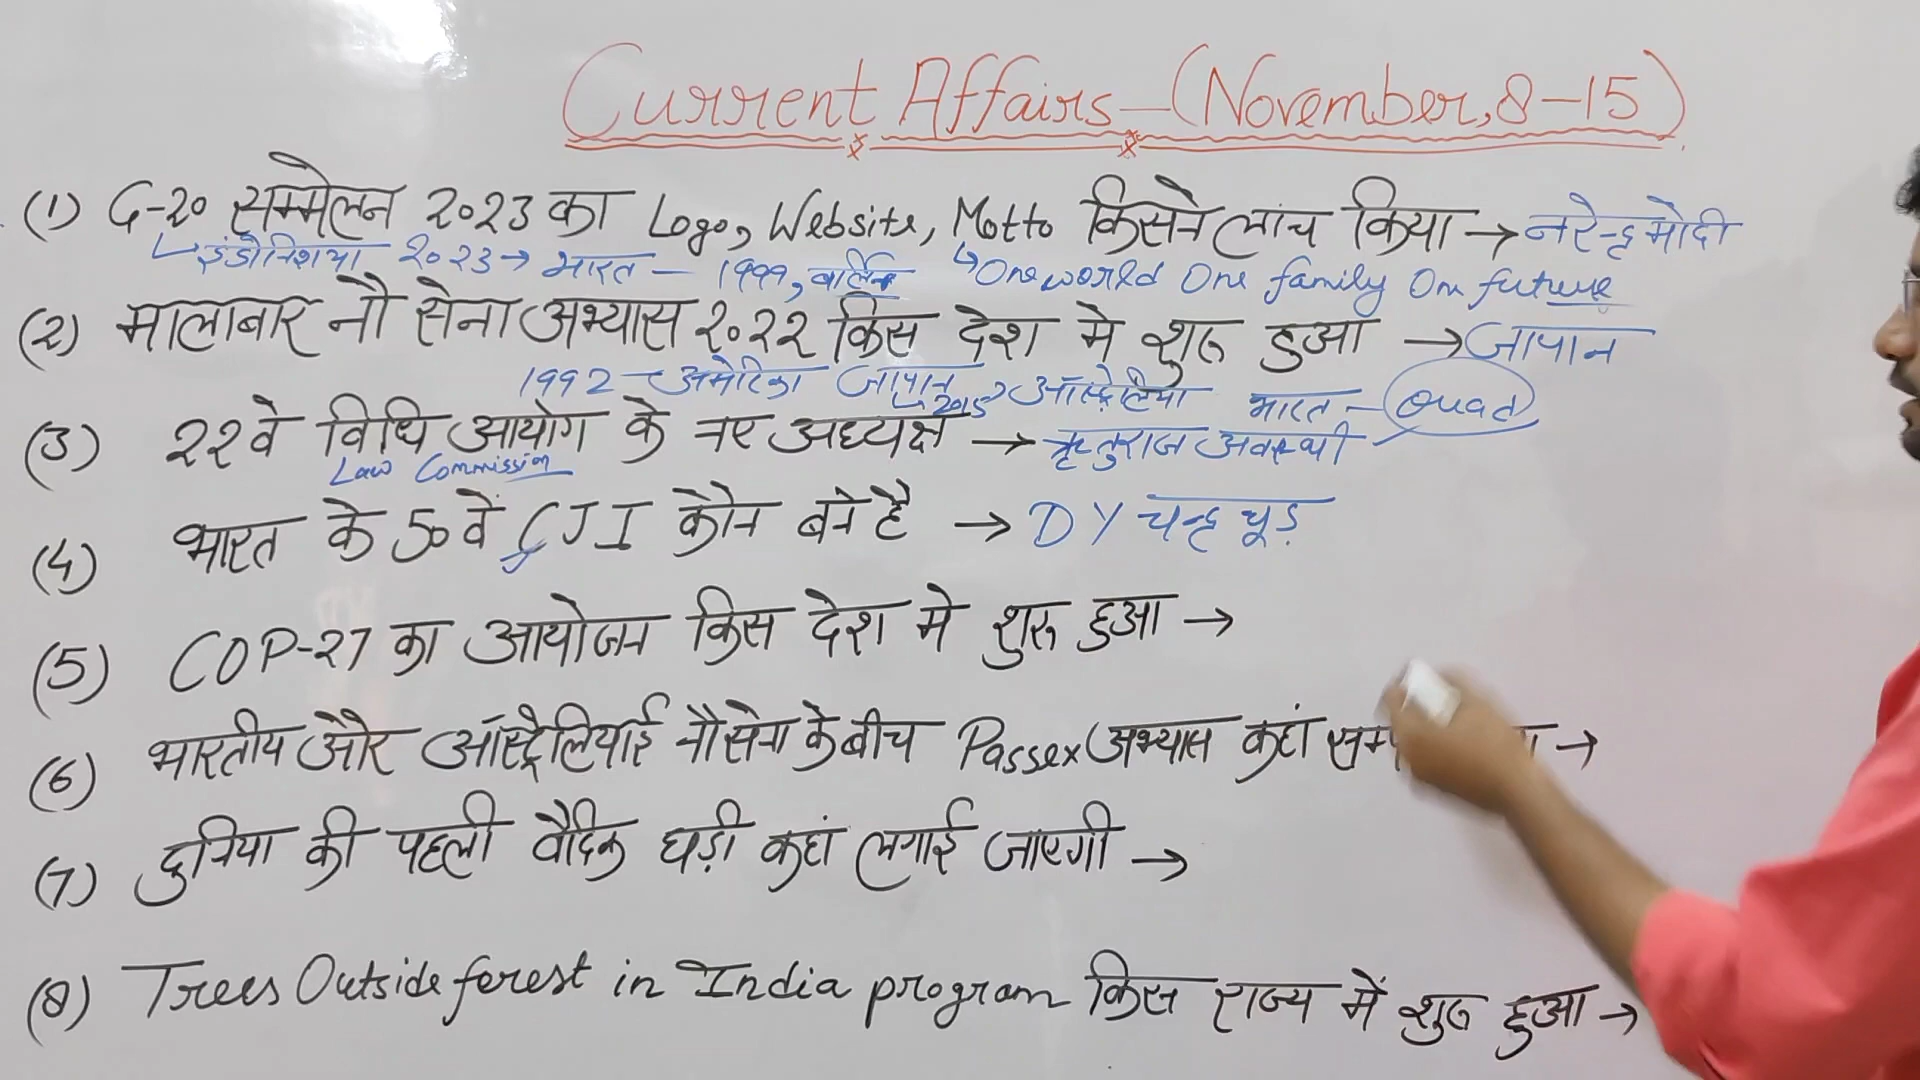 Current Affairs - (November, 8-15)
(1) G-20 सम्मेलन 2023 का Logo, Website, Motto किसने लांच किया → नरेन्द्र मोदी
↳ इंडोनेशिया 2023 → भारत - 1999, बर्लिन ↳ One world One family One future
(2) मालाबार नौ सेना अभ्यास 2022 किस देश मे शुरू हुआ → जापान
1992 - अमेरिका जापान, ऑस्ट्रेलिया भारत - Quad
↳ 2015
(3) 22वे विधि आयोग के नए अध्यक्ष → ऋतुराज अवस्थी
Law Commission
(4) भारत के 50वें CJI कौन बने है → DY चन्द्रचूड़
(5) COP-27 का आयोजन किस देश मे शुरू हुआ →
(6) भारतीय और ऑस्ट्रेलियाई नौसेना के बीच Passex अभ्यास कहां →
(7) दुनिया की पहली वैदिक घड़ी कहां लगाई जाएगी →
(8) Trees Outside forest in India program किस राज्य में शुरू हुआ →